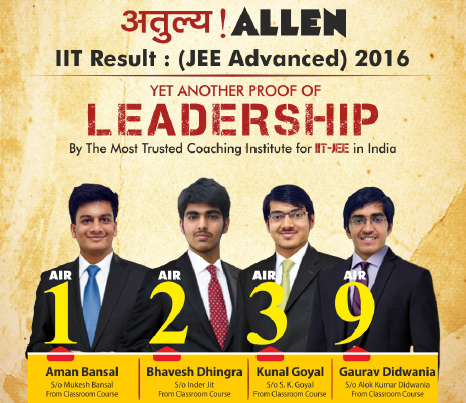 अतुल्य ! ALLEN
IIT Result : (JEE Advanced) 2016
YET ANOTHER PROOF OF
LEADERSHIP
By The Most Trusted Coaching Institute for IIT-JEE in India
AIR AIR AIR AIR
1 2 3 9
Aman Bansal Bhavesh Dhingra Kunal Goyal Gaurav Didwania
S/o Mukesh Bansal S/o Inder Jit S/o S. K. Goyal S/o Alok Kumar Didwania
From Classroom Course From Classroom Course From Classroom Course From Classroom Course